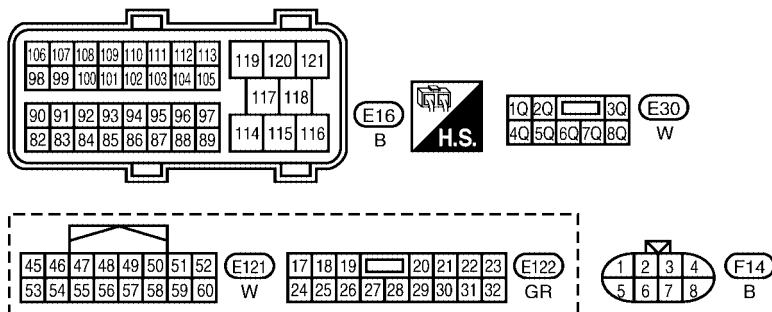 106 107 108 109 110 111 112 113
98 99 100 101 102 103 104 105
90 91 92 93 94 95 96 97
82 83 84 85 86 87 88 89
119 120 121
117 118
114 115 116
E16
B
H.S.
1Q 2Q 3Q
4Q 5Q 6Q 7Q 8Q
E30
W
45 46 47 48 49 50 51 52
53 54 55 56 57 58 59 60
E121
W
17 18 19 20 21 22 23
24 25 26 27 28 29 30 31 32
E122
GR
1 2 3 4
5 6 7 8
F14
B